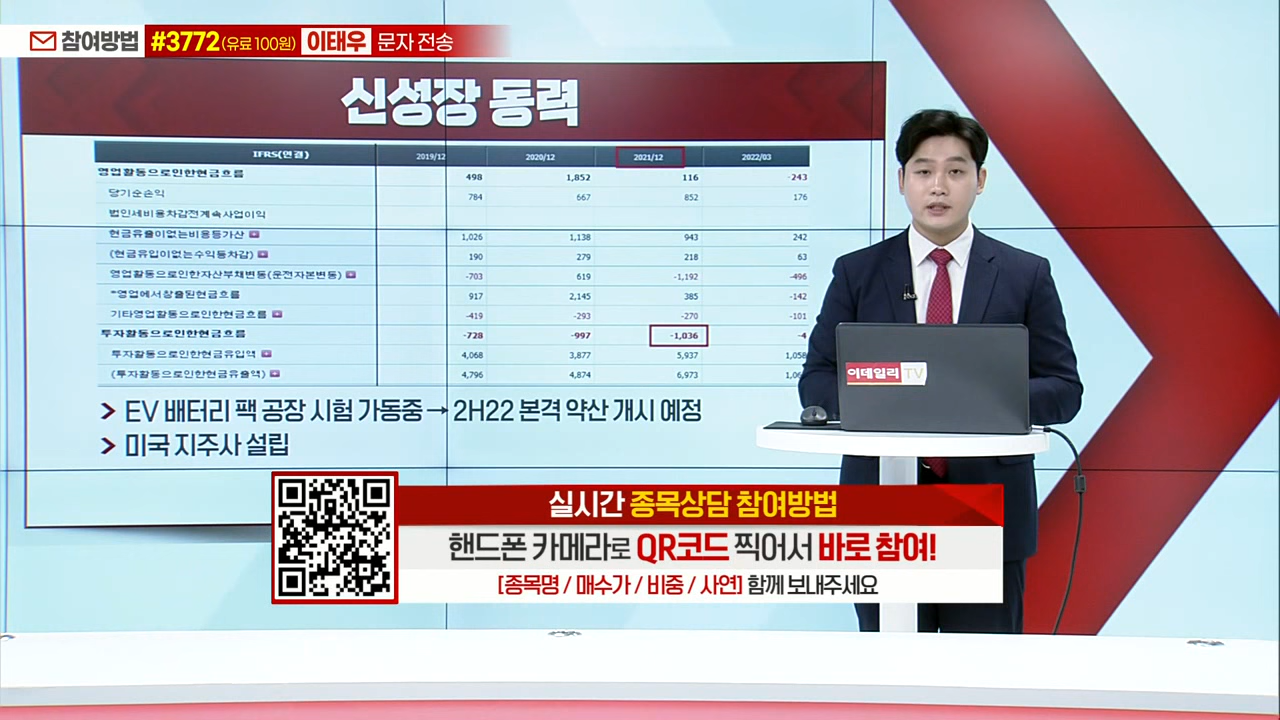 참여방법 #3772(유료 100원) 이태우 문자 전송
신성장 동력
IFRS(연결) 2019/12 2020/12 2021/12 2022/03
영업활동으로인한현금흐름 498 1,852 116 -243
당기순손익 784 667 852 176
법인세비용차감전계속사업이익
현금유출이없는비용등가산 1,026 1,138 943 242
(현금유입이없는수익등차감) 190 279 218 63
영업활동으로인한자산부채변동(운전자본변동) -703 619 -1,192 -496
*영업에서창출된현금흐름 917 2,145 385 -142
기타영업활동으로인한현금흐름 -419 -293 -270 -101
투자활동으로인한현금흐름 -728 -997 -1,036 -4
투자활동으로인한현금유입액 4,068 3,877 5,937 1,058
(투자활동으로인한현금유출액) 4,796 4,874 6,973
EV 배터리 팩 공장 시험 가동중→2H22 본격 약산 개시 예정
미국 지주사 설립
이데일리TV
실시간 종목상담 참여방법
핸드폰 카메라로 QR코드 찍어서 바로 참여!
[종목명 / 매수가 / 비중 / 사연] 함께 보내주세요